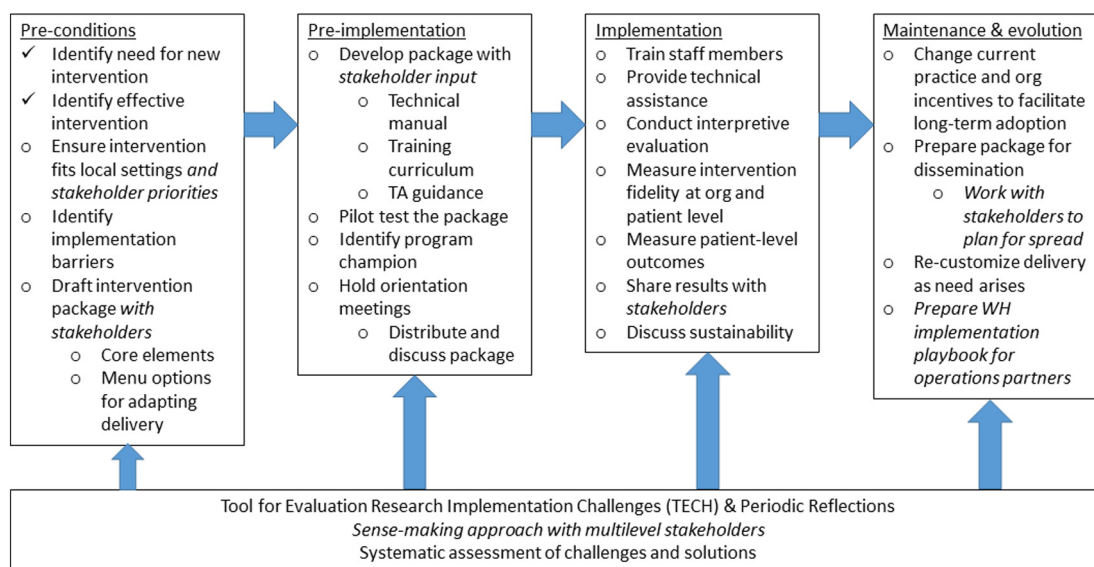 Pre-conditions
✓ Identify need for new
intervention
✓ Identify effective
intervention
o Ensure intervention
fits local settings and
stakeholder priorities
o Identify
implementation
barriers
o Draft intervention
package with
stakeholders
o Core elements
o Menu options
for adapting
delivery
Pre-implementation
o Develop package with
stakeholder input
o Technical
manual
o Training
curriculum
o TA guidance
o Pilot test the package
o Identify program
champion
o Hold orientation
meetings
o Distribute and
discuss package
Implementation
o Train staff members
o Provide technical
assistance
o Conduct interpretive
evaluation
o Measure intervention
fidelity at org and
patient level
o Measure patient-level
outcomes
o Share results with
stakeholders
o Discuss sustainability
Maintenance & evolution
o Change current
practice and org
incentives to facilitate
long-term adoption
o Prepare package for
dissemination
o Work with
stakeholders to
plan for spread
o Re-customize delivery
as need arises
o Prepare WH
implementation
playbook for
operations partners
Tool for Evaluation Research Implementation Challenges (TECH) & Periodic Reflections
Sense-making approach with multilevel stakeholders
Systematic assessment of challenges and solutions